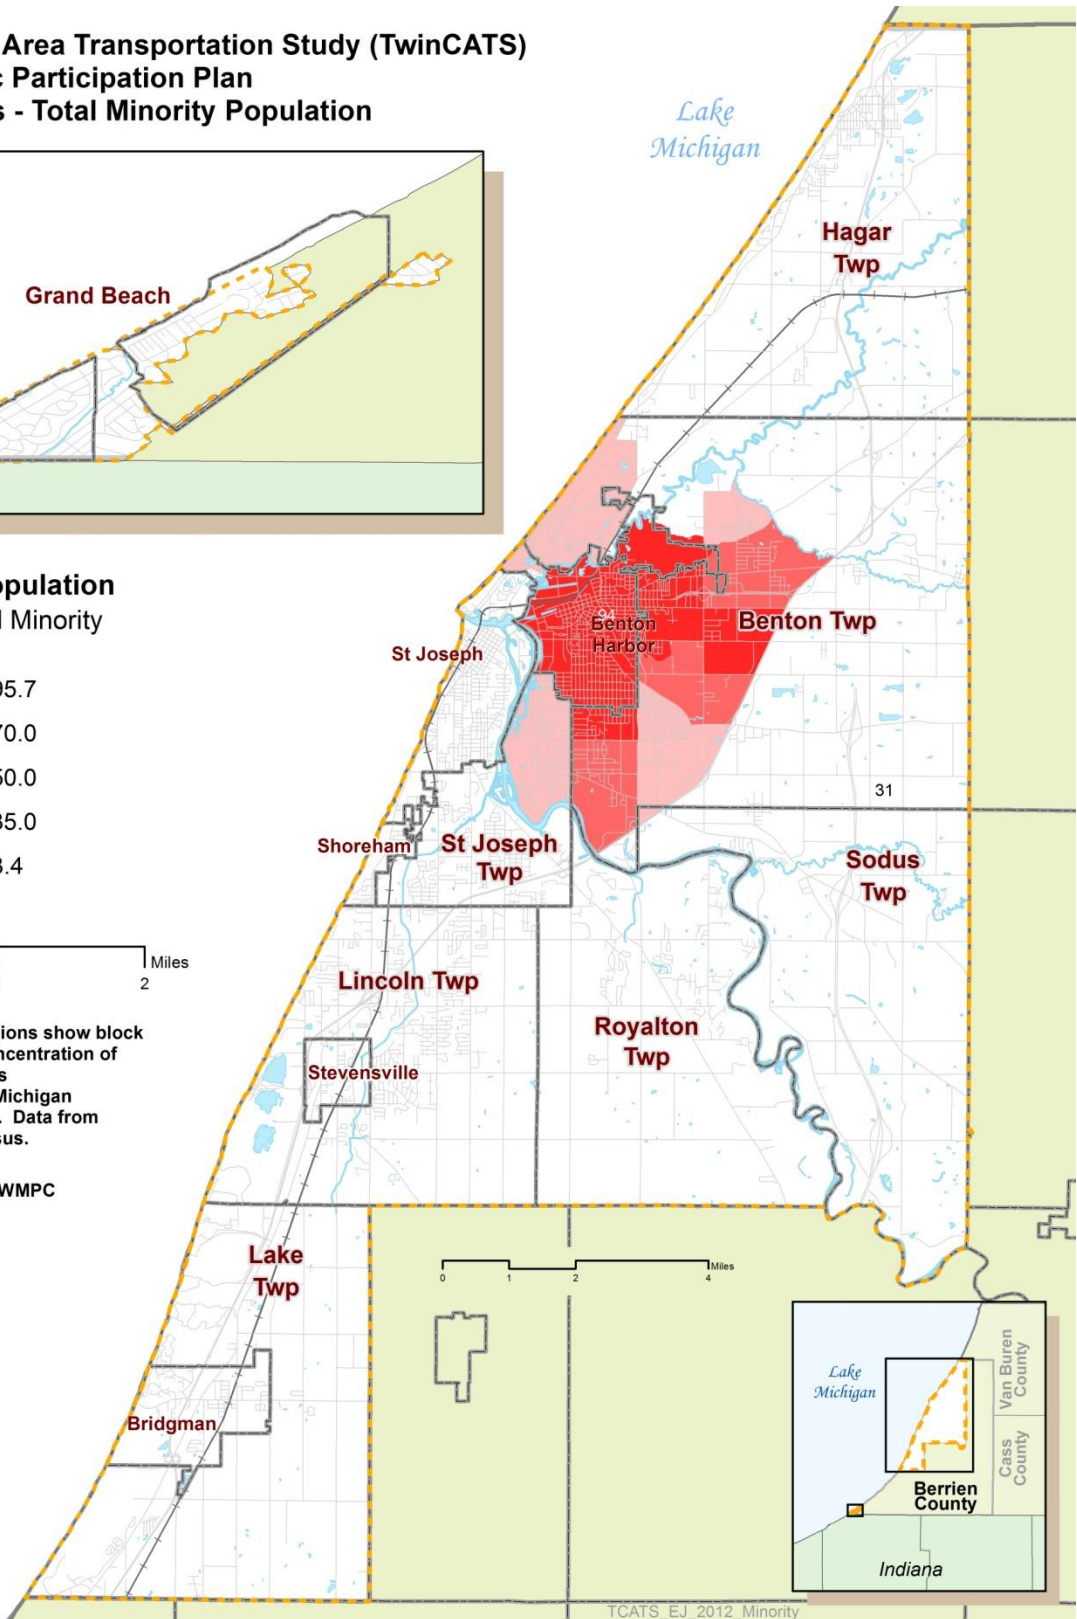 Area Transportation Study (TwinCATS)
Participation Plan
- Total Minority Population
Lake
Michigan
Hagar
Twp
Grand Beach
opulation
Minority
95.7
70.0
50.0
35.0
3.4
Miles
2
94
Benton
Harbor
Benton Twp
St Joseph
31
Shoreham
St Joseph
Twp
Sodus
Twp
Lincoln Twp
Royalton
Twp
Stevensville
ions show block
ncentration of
Michigan
. Data from
sus.
WMPC
Lake
Twp
0 1 2 4 Miles
Bridgman
Lake
Michigan
Van Buren
County
Cass
County
Berrien
County
Indiana
TCATS_EJ_2012_Minority